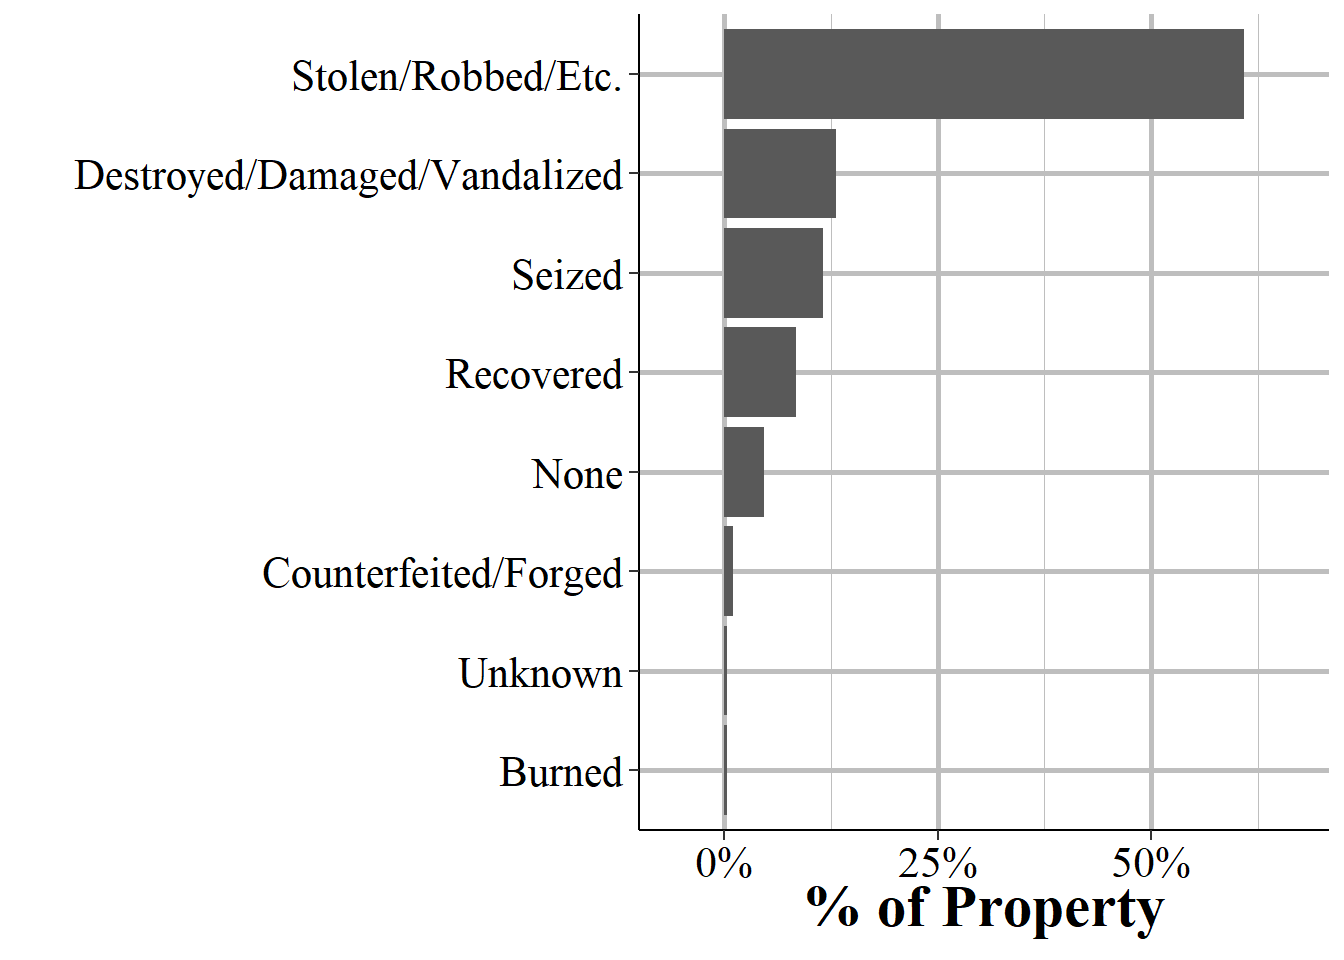 Stolen/Robbed/Etc.
Destroyed/Damaged/Vandalized
Seized
Recovered
None
Counterfeited/Forged
Unknown
Burned
0% 25% 50%
% of Property